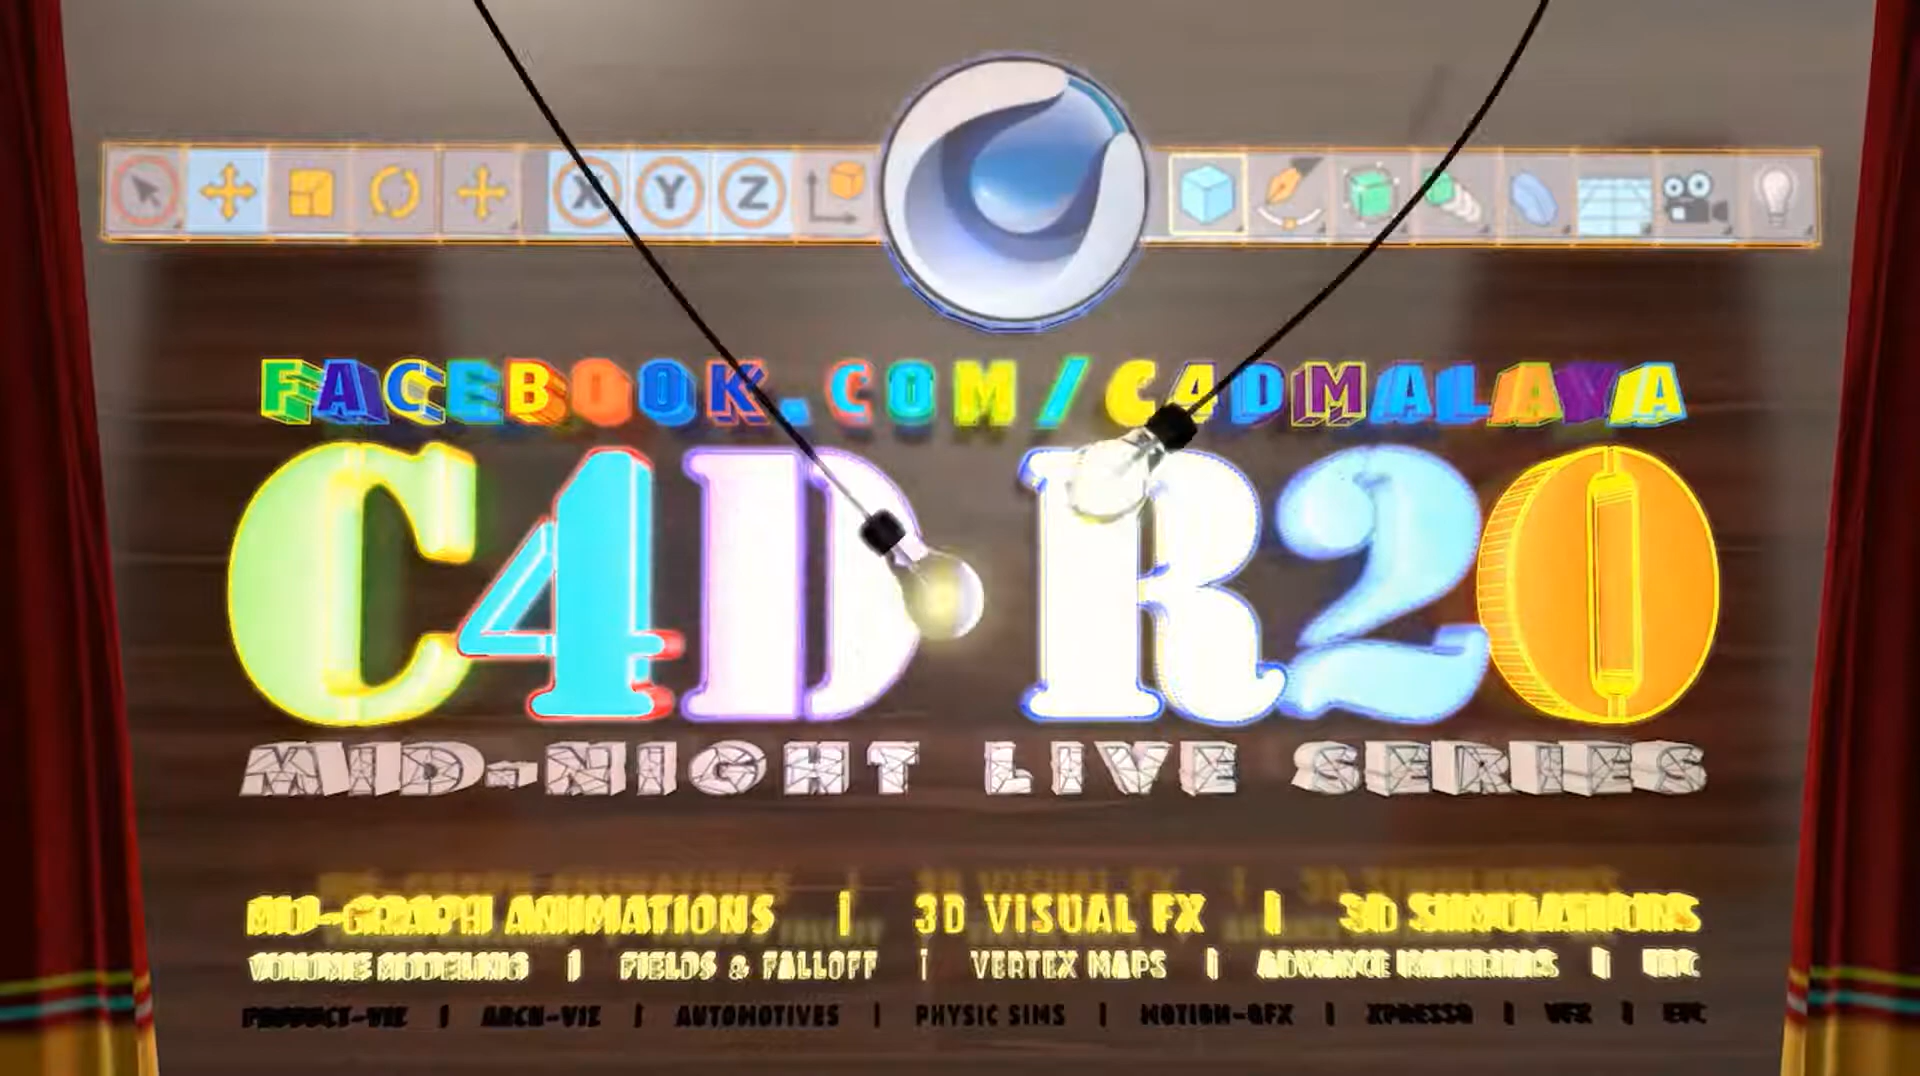 X Y Z
FACEBOOK.COM/C4DMALAYA
C4D R20
MID-NIGHT LIVE SERIES
MO-GRAPH ANIMATIONS | 3D VISUAL FX | 3D SIMULATIONS
VOLUME MODELING | FIELDS & FALLOFF | VERTEX MAPS | ADVANCE MATERIALS | ETC
PRODUCT-VIZ | ARCH-VIZ | AUTOMOTIVES | PHYSIC SIMS | MOTION-GFX | XPRESSO | VFX | ETC